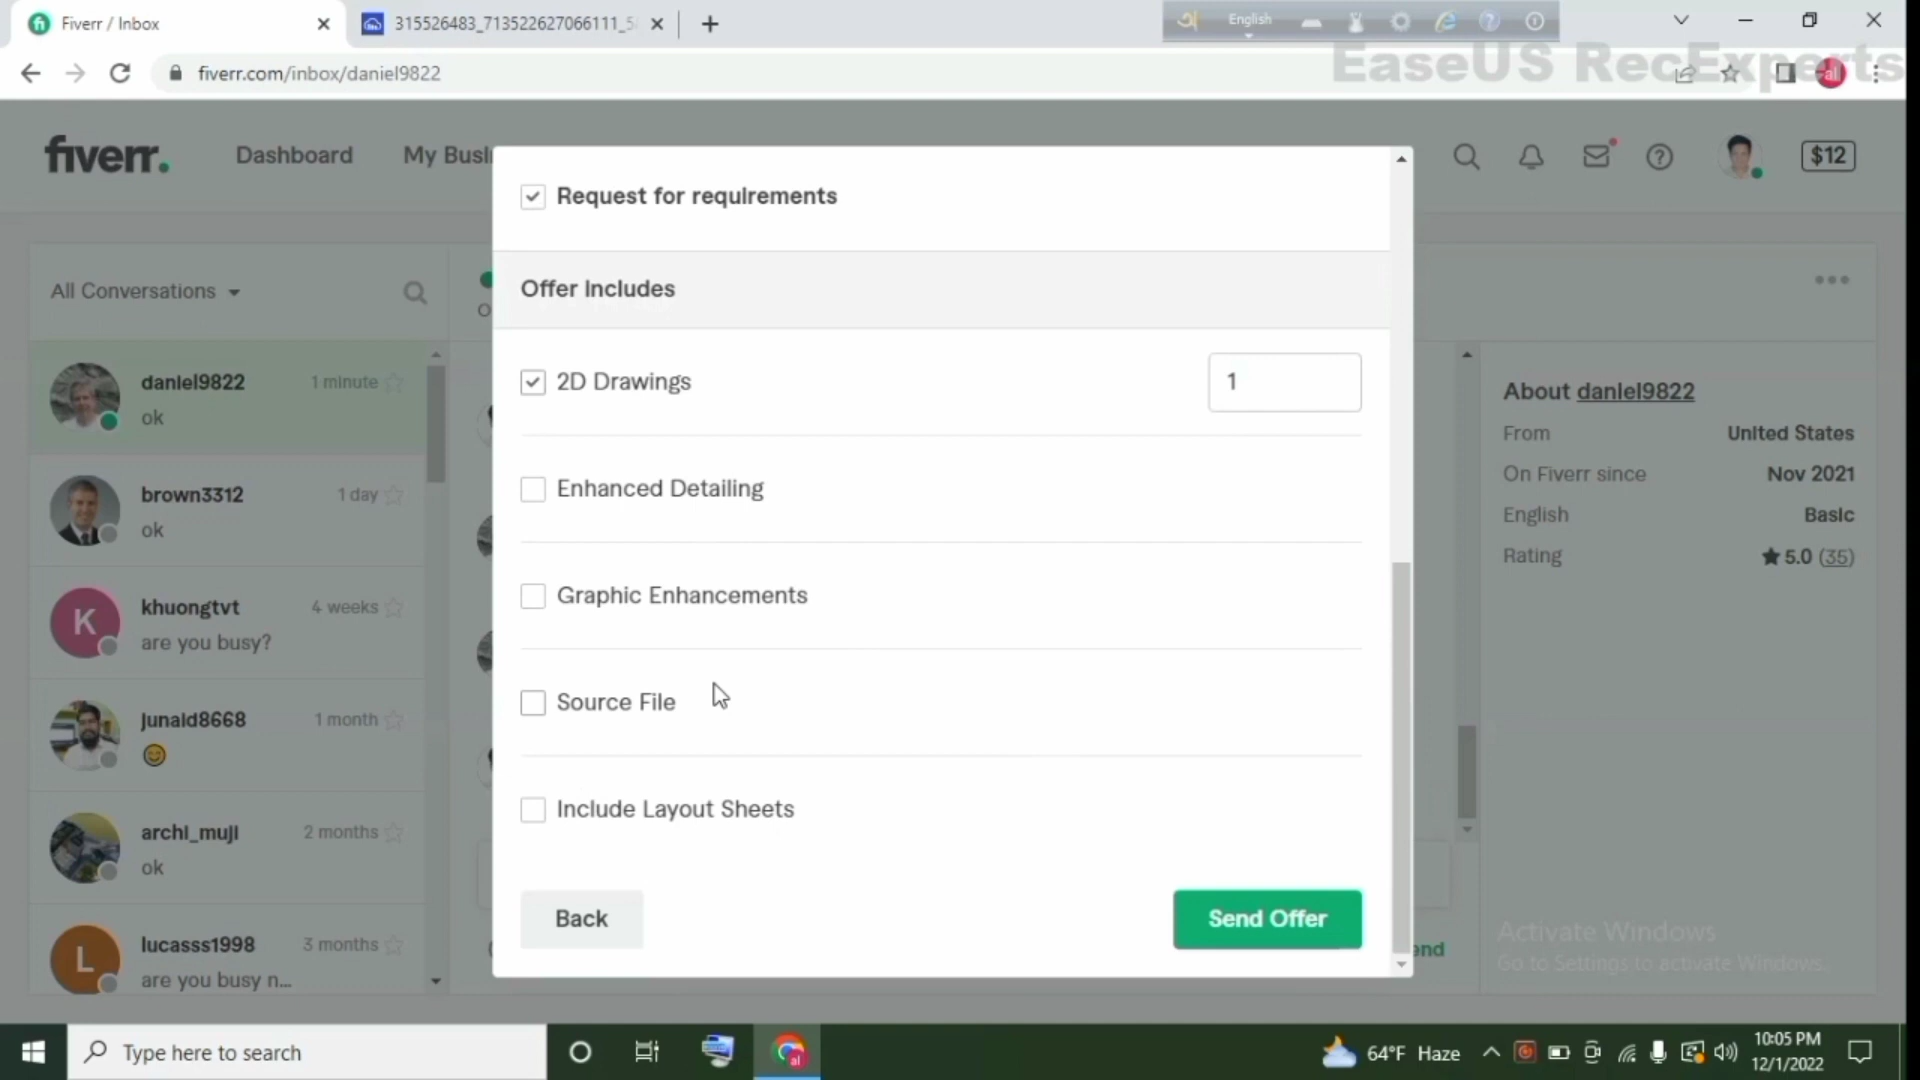 Fiverr / Inbox
315526483_713522627066111_5
English
EaseUS RecExperts
fiverr.com/inbox/daniel9822
al
fiverr.
Dashboard
My Busi
$12
Request for requirements
All Conversations
Offer Includes
O
daniel9822
1 minute
ok
2D Drawings
1
About daniel9822
From
United States
On Fiverr since
Nov 2021
English
Basic
Rating
5.0 (35)
brown3312
1 day
ok
Enhanced Detailing
K
khuongtvt
4 weeks
are you busy?
Graphic Enhancements
junaid8668
1 month
Source File
archi_muji
2 months
ok
Include Layout Sheets
L
lucasss1998
3 months
are you busy n...
Back
Send Offer
end
Activate Windows
Go to Settings to activate Windows.
Type here to search
al
64°F Haze
10:05 PM
12/1/2022